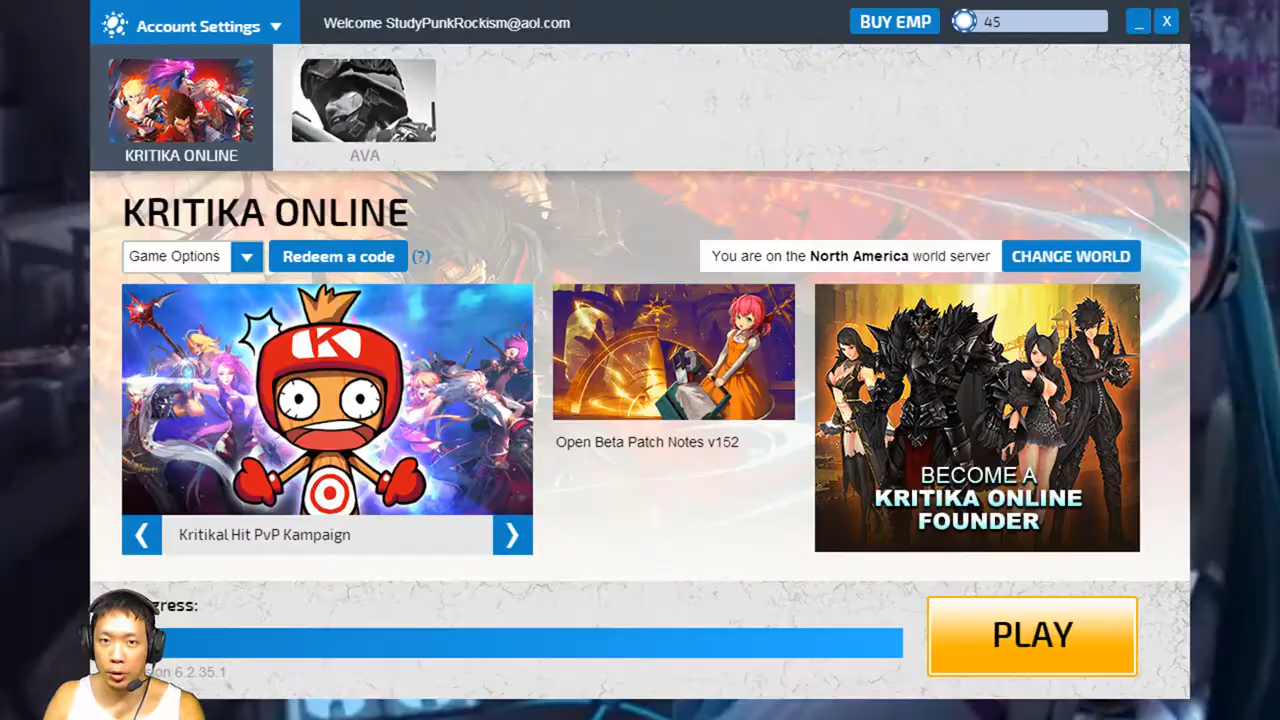 Account Settings
Welcome StudyPunkRockism@aol.com
BUY EMP
45
_
X
KRITIKA ONLINE
AVA
KRITIKA ONLINE
Game Options
Redeem a code
(?)
You are on the North America world server
CHANGE WORLD
K
Open Beta Patch Notes v152
BECOME A
KRITIKA ONLINE
FOUNDER
Kritikal Hit PvP Kampaign
gress:
PLAY
on 6.2.35.1